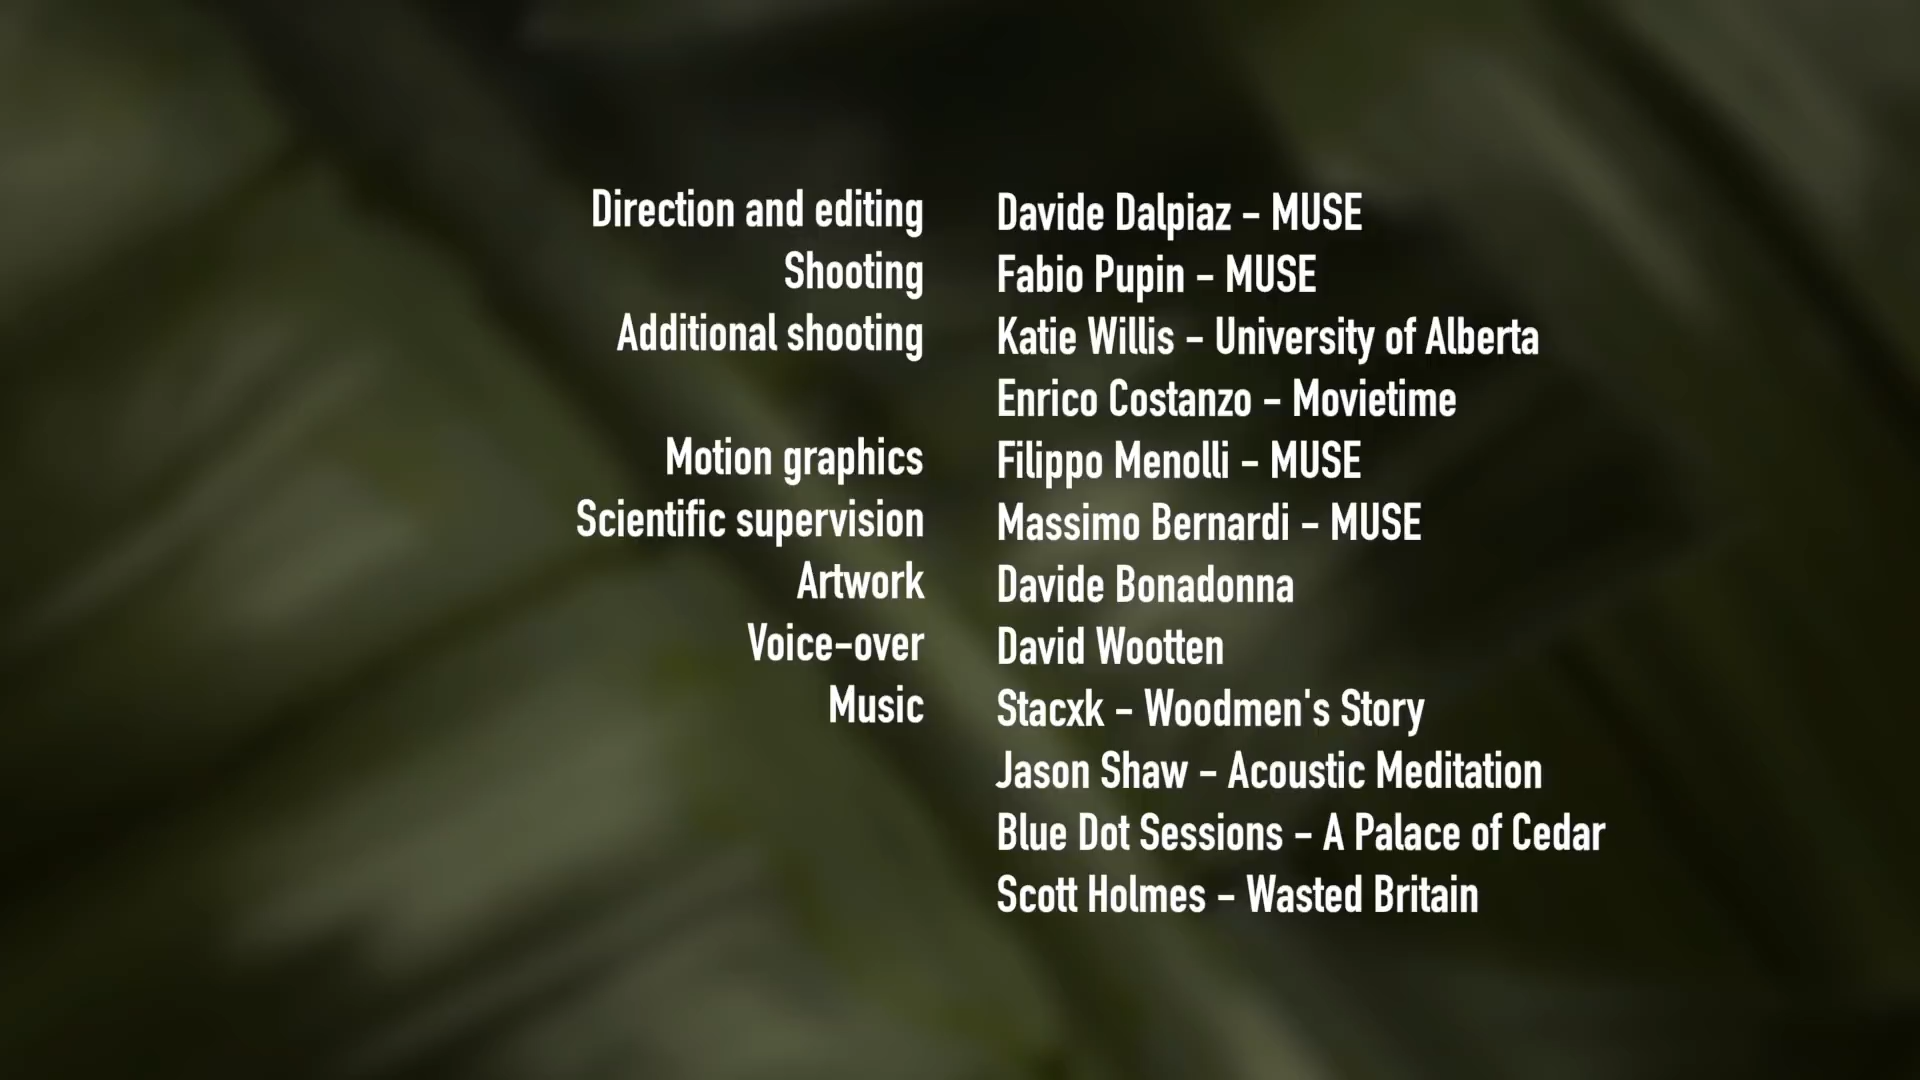 Direction and editing Davide Dalpiaz - MUSE
Shooting Fabio Pupin - MUSE
Additional shooting Katie Willis - University of Alberta
Enrico Costanzo - Movietime
Motion graphics Filippo Menolli - MUSE
Scientific supervision Massimo Bernardi - MUSE
Artwork Davide Bonadonna
Voice-over David Wootten
Music Stacxk - Woodmen's Story
Jason Shaw - Acoustic Meditation
Blue Dot Sessions - A Palace of Cedar
Scott Holmes - Wasted Britain